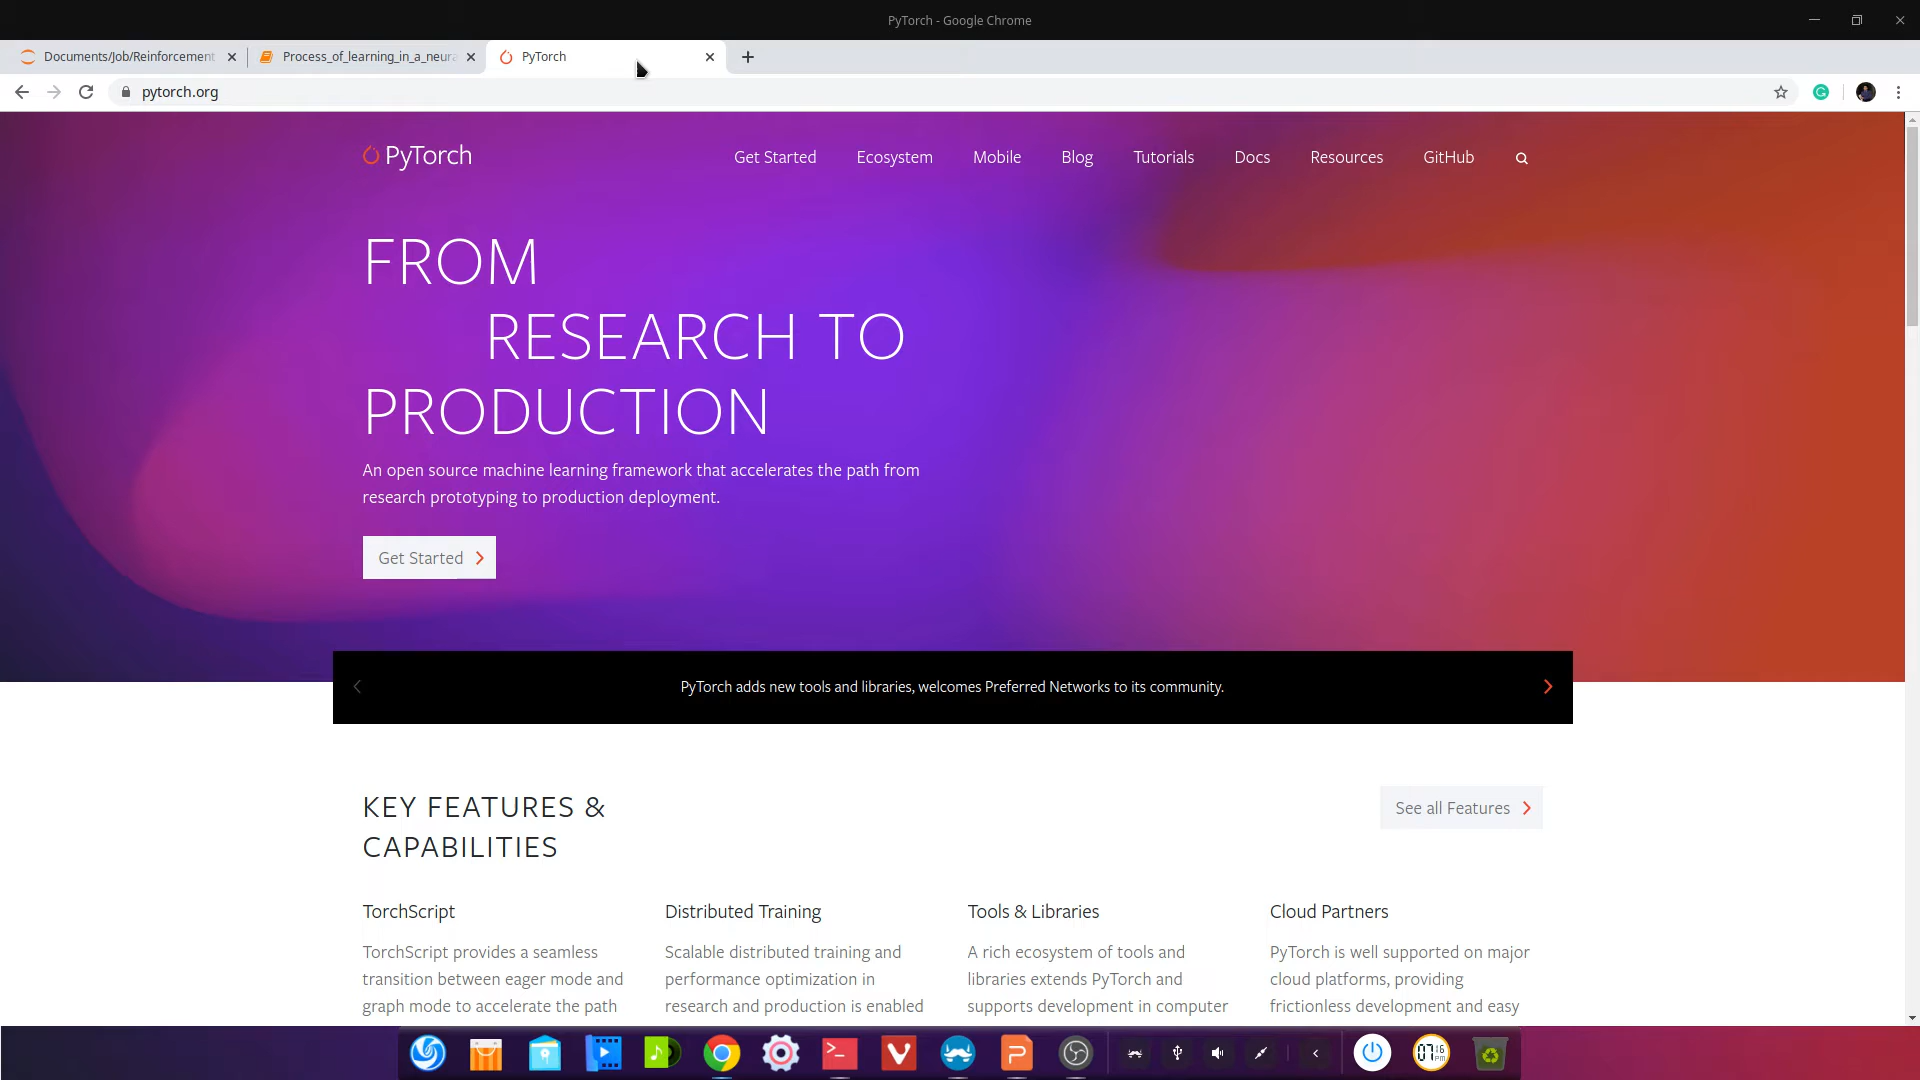 PyTorch - Google Chrome
Documents/Job/Reinforcement
Process_of_learning_in_a_neura
PyTorch
pytorch.org
PyTorch
Get Started
Ecosystem
Mobile
Blog
Tutorials
Docs
Resources
GitHub
FROM
RESEARCH TO
PRODUCTION
An open source machine learning framework that accelerates the path from
research prototyping to production deployment.
Get Started
PyTorch adds new tools and libraries, welcomes Preferred Networks to its community.
KEY FEATURES &
CAPABILITIES
See all Features
TorchScript
TorchScript provides a seamless
transition between eager mode and
graph mode to accelerate the path
Distributed Training
Scalable distributed training and
performance optimization in
research and production is enabled
Tools & Libraries
A rich ecosystem of tools and
libraries extends PyTorch and
supports development in computer
Cloud Partners
PyTorch is well supported on major
cloud platforms, providing
frictionless development and easy
07:16
PM